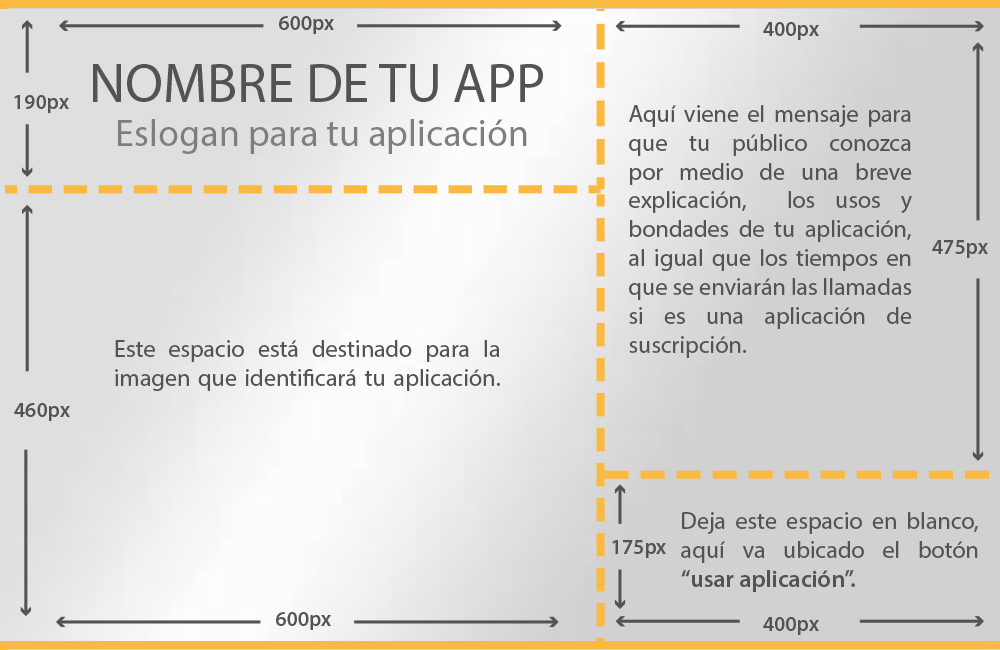 600px
400px
190px
NOMBRE DE TU APP
Eslogan para tu aplicación
Aquí viene el mensaje para
que tu público conozca
por medio de una breve
explicación, los usos y
bondades de tu aplicación,
al igual que los tiempos en
que se enviarán las llamadas
si es una aplicación de
suscripción.
475px
Este espacio está destinado para la
imagen que identificará tu aplicación.
460px
Deja este espacio en blanco,
aquí va ubicado el botón
“usar aplicación”.
175px
600px
400px